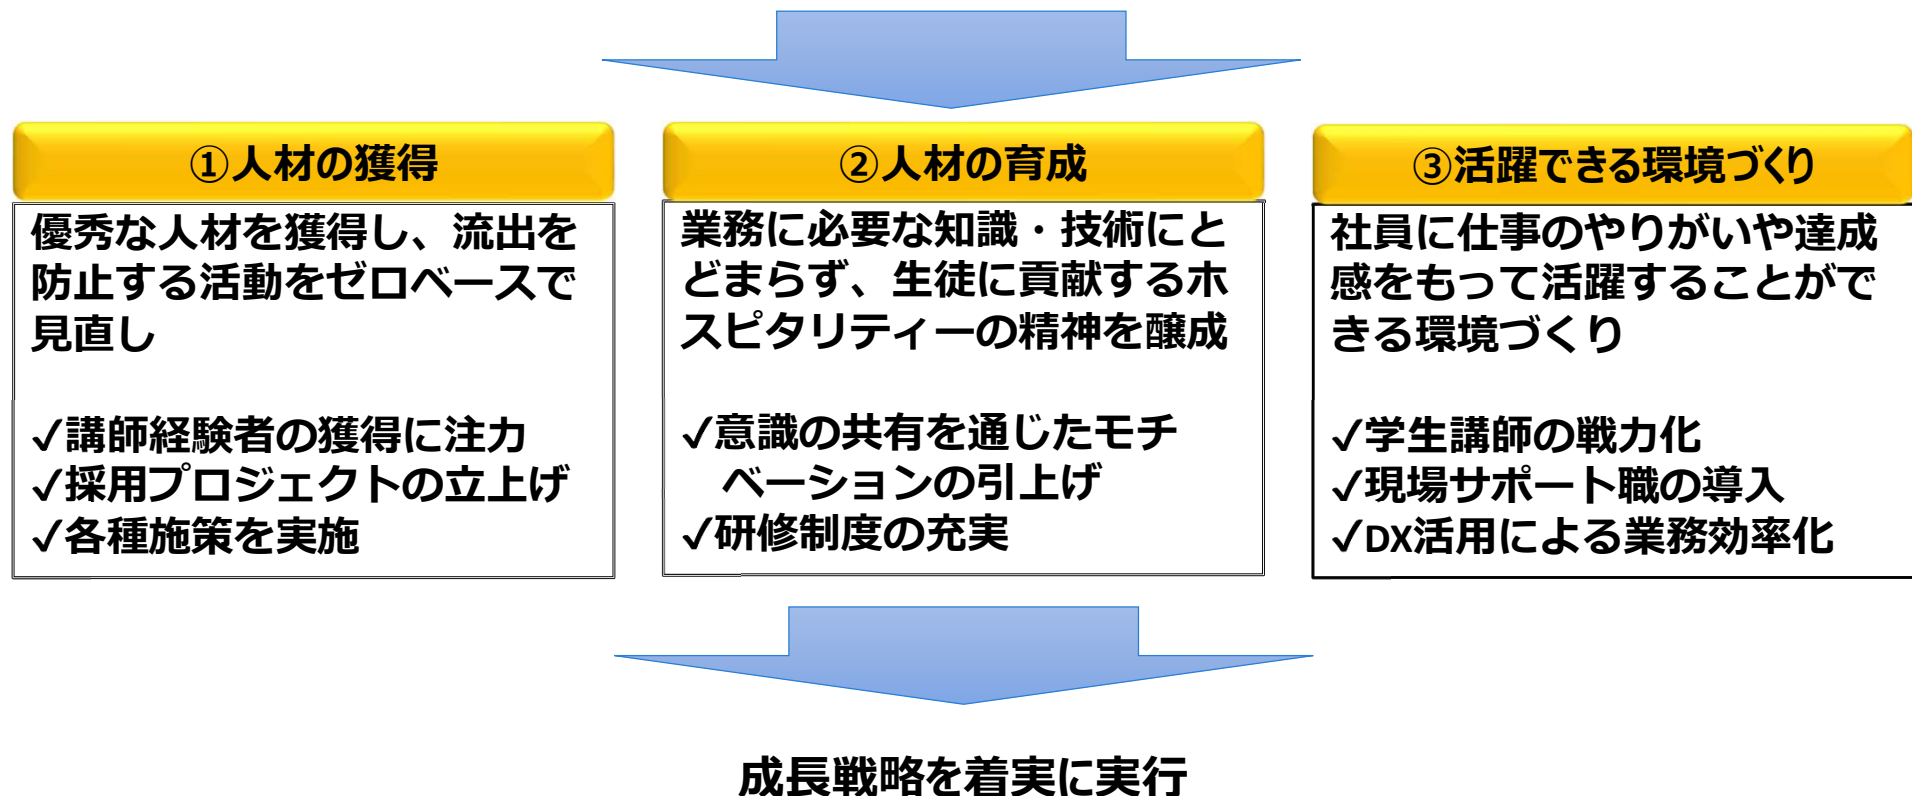 ①人材の獲得
優秀な人材を獲得し、流出を
防止する活動をゼロベースで
見直し
✓講師経験者の獲得に注力
✓採用プロジェクトの立上げ
✓各種施策を実施
②人材の育成
業務に必要な知識・技術にと
どまらず、生徒に貢献するホ
スピタリティーの精神を醸成
✓意識の共有を通じたモチ
ベーションの引上げ
✓研修制度の充実
③活躍できる環境づくり
社員に仕事のやりがいや達成
感をもって活躍することがで
きる環境づくり
✓学生講師の戦力化
✓現場サポート職の導入
✓DX活用による業務効率化
成長戦略を着実に実行